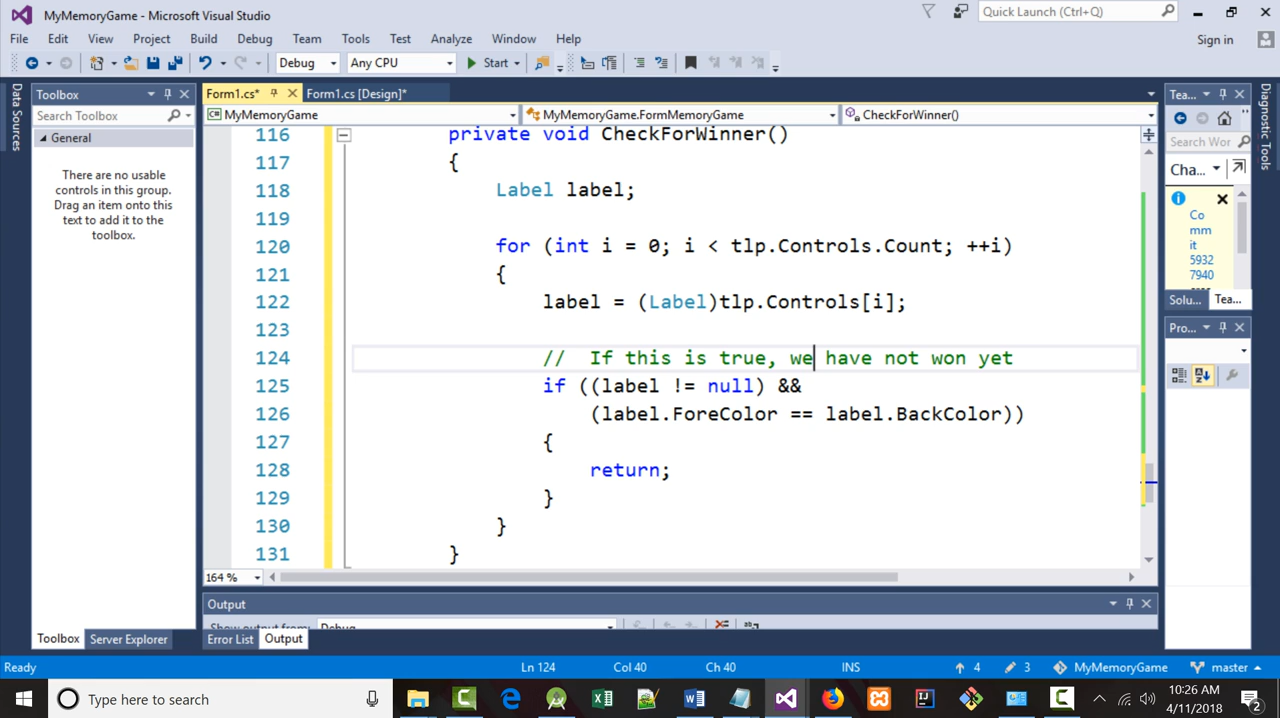 MyMemoryGame - Microsoft Visual Studio
Quick Launch (Ctrl+Q)
File Edit View Project Build Debug Team Tools Test Analyze Window Help
Sign in
Debug Any CPU Start
Data Sources
Toolbox
Search Toolbox
General
There are no usable
controls in this group.
Drag an item onto this
text to add it to the
toolbox.
Form1.cs* Form1.cs [Design]*
MyMemoryGame MyMemoryGame.FormMemoryGame CheckForWinner()
116 private void CheckForWinner()
117 {
118 Label label;
119
120 for (int i = 0; i < tlp.Controls.Count; ++i)
121 {
122 label = (Label)tlp.Controls[i];
123
124 // If this is true, we have not won yet
125 if ((label != null) &&
126 (label.ForeColor == label.BackColor))
127 {
128 return;
129 }
130 }
131 }
164 %
Tea...
Search Wor
Cha...
Co
mm
it
5932
7940
Solu... Tea...
Pro...
Diagnostic Tools
Output
Show output from: Debug
Toolbox Server Explorer Error List Output
Ready Ln 124 Col 40 Ch 40 INS 4 3 MyMemoryGame master
Type here to search
10:26 AM
4/11/2018
2